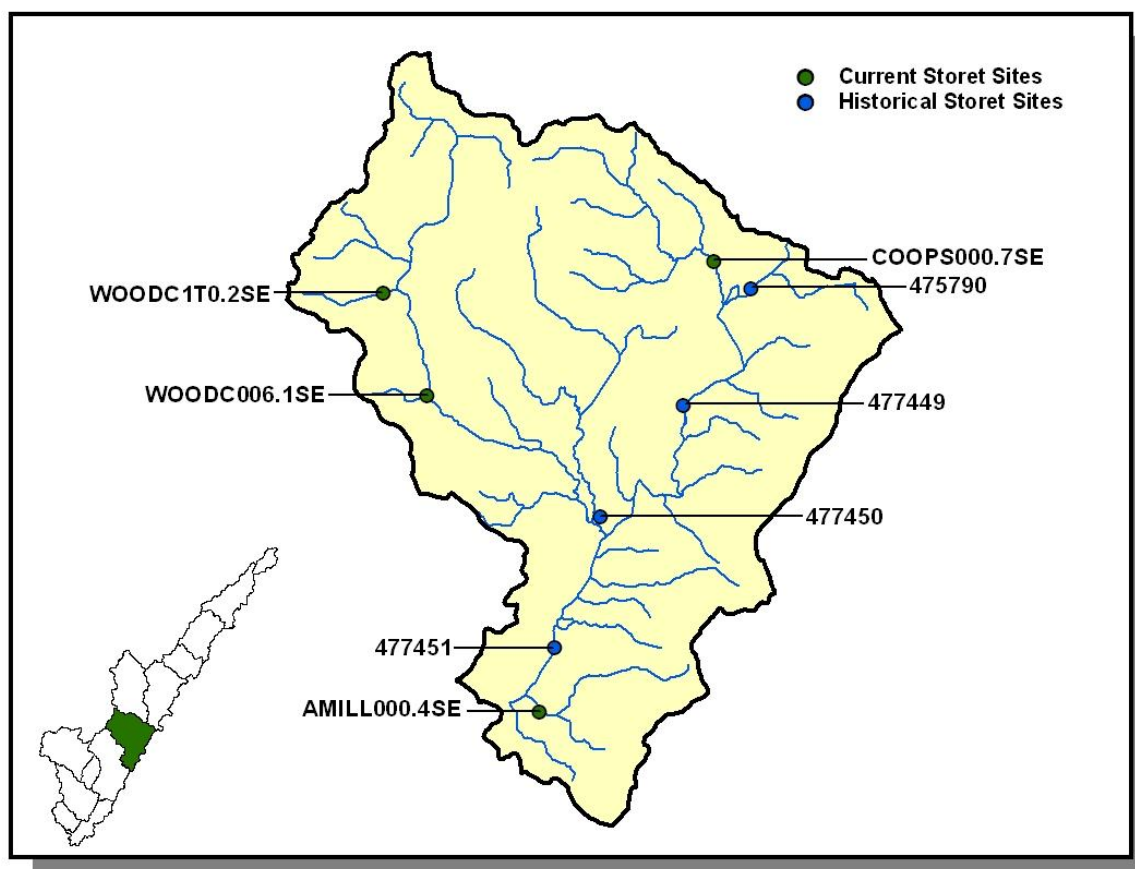 Current Storet Sites
Historical Storet Sites
COOPS000.7SE
475790
WOODC1T0.2SE
WOODC006.1SE
477449
477450
477451
AMILL000.4SE